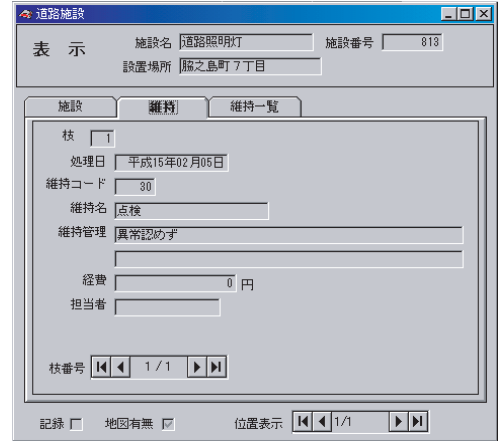 道路施設
表 示
施設名 道路照明灯 施設番号 813
設置場所 脇之島町7丁目
施設 維持 維持一覧
枝 1
処理日 平成15年02月05日
維持コード 30
維持名 点検
維持管理 異常認めず
経費 0 円
担当者
枝番号 1/1
記録 地図有無 位置表示 1/1